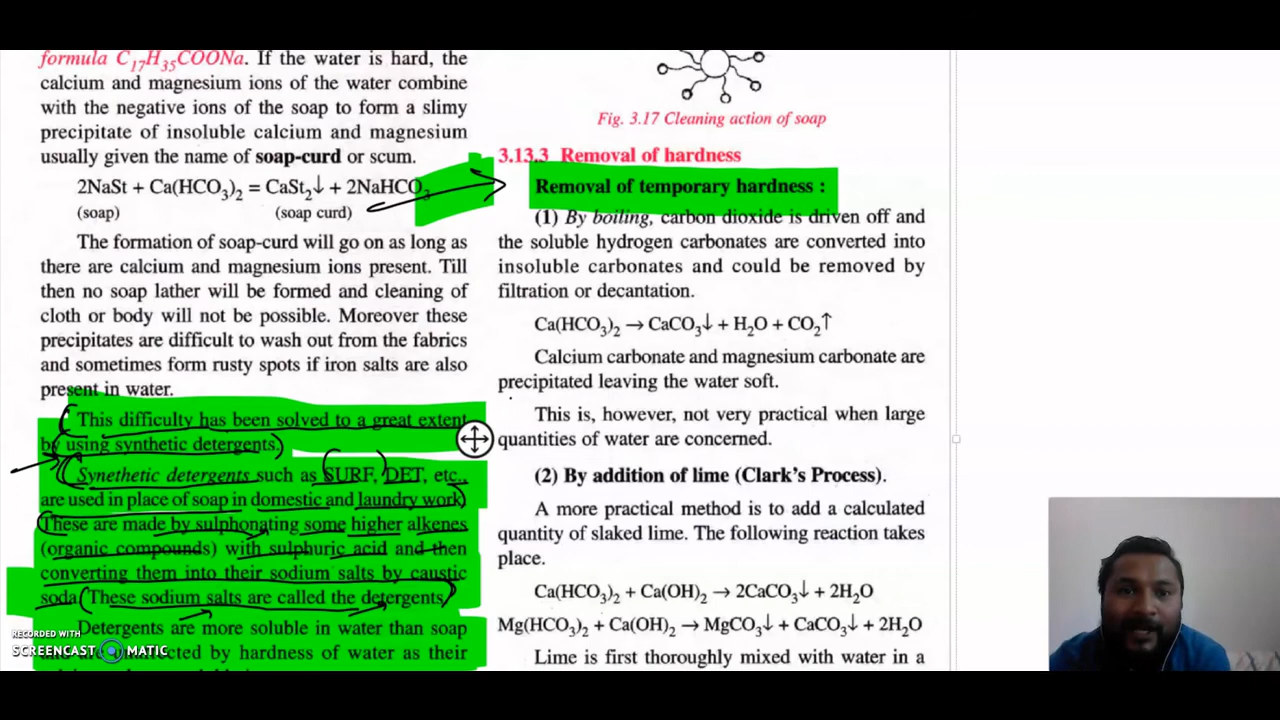 formula C₁₇H₃₅COONa. If the water is hard, the
calcium and magnesium ions of the water combine
with the negative ions of the soap to form a slimy
precipitate of insoluble calcium and magnesium
usually given the name of soap-curd or scum.
2NaSt + Ca(HCO₃)₂ = CaSt₂↓ + 2NaHCO₃
(soap) (soap curd)
The formation of soap-curd will go on as long as
there are calcium and magnesium ions present. Till
then no soap lather will be formed and cleaning of
cloth or body will not be possible. Moreover these
precipitates are difficult to wash out from the fabrics
and sometimes form rusty spots if iron salts are also
present in water.
This difficulty has been solved to a great extent
by using synthetic detergents.
Synethetic detergents such as SURF, DET, etc.,
are used in place of soap in domestic and laundry work
These are made by sulphonating some higher alkenes
(organic compounds) with sulphuric acid and then
converting them into their sodium salts by caustic
soda These sodium salts are called the detergents
Detergents are more soluble in water than soap
by hardness of water as their
RECORDED WITH
SCREENCAST MATIC
Fig. 3.17 Cleaning action of soap
3.13.3 Removal of hardness
Removal of temporary hardness :
(1) By boiling, carbon dioxide is driven off and
the soluble hydrogen carbonates are converted into
insoluble carbonates and could be removed by
filtration or decantation.
Ca(HCO₃)₂ → CaCO₃↓ + H₂O + CO₂↑
Calcium carbonate and magnesium carbonate are
precipitated leaving the water soft.
This is, however, not very practical when large
quantities of water are concerned.
(2) By addition of lime (Clark's Process).
A more practical method is to add a calculated
quantity of slaked lime. The following reaction takes
place.
Ca(HCO₃)₂ + Ca(OH)₂ → 2CaCO₃↓ + 2H₂O
Mg(HCO₃)₂ + Ca(OH)₂ → MgCO₃↓ + CaCO₃↓ + 2H₂O
Lime is first thoroughly mixed with water in a